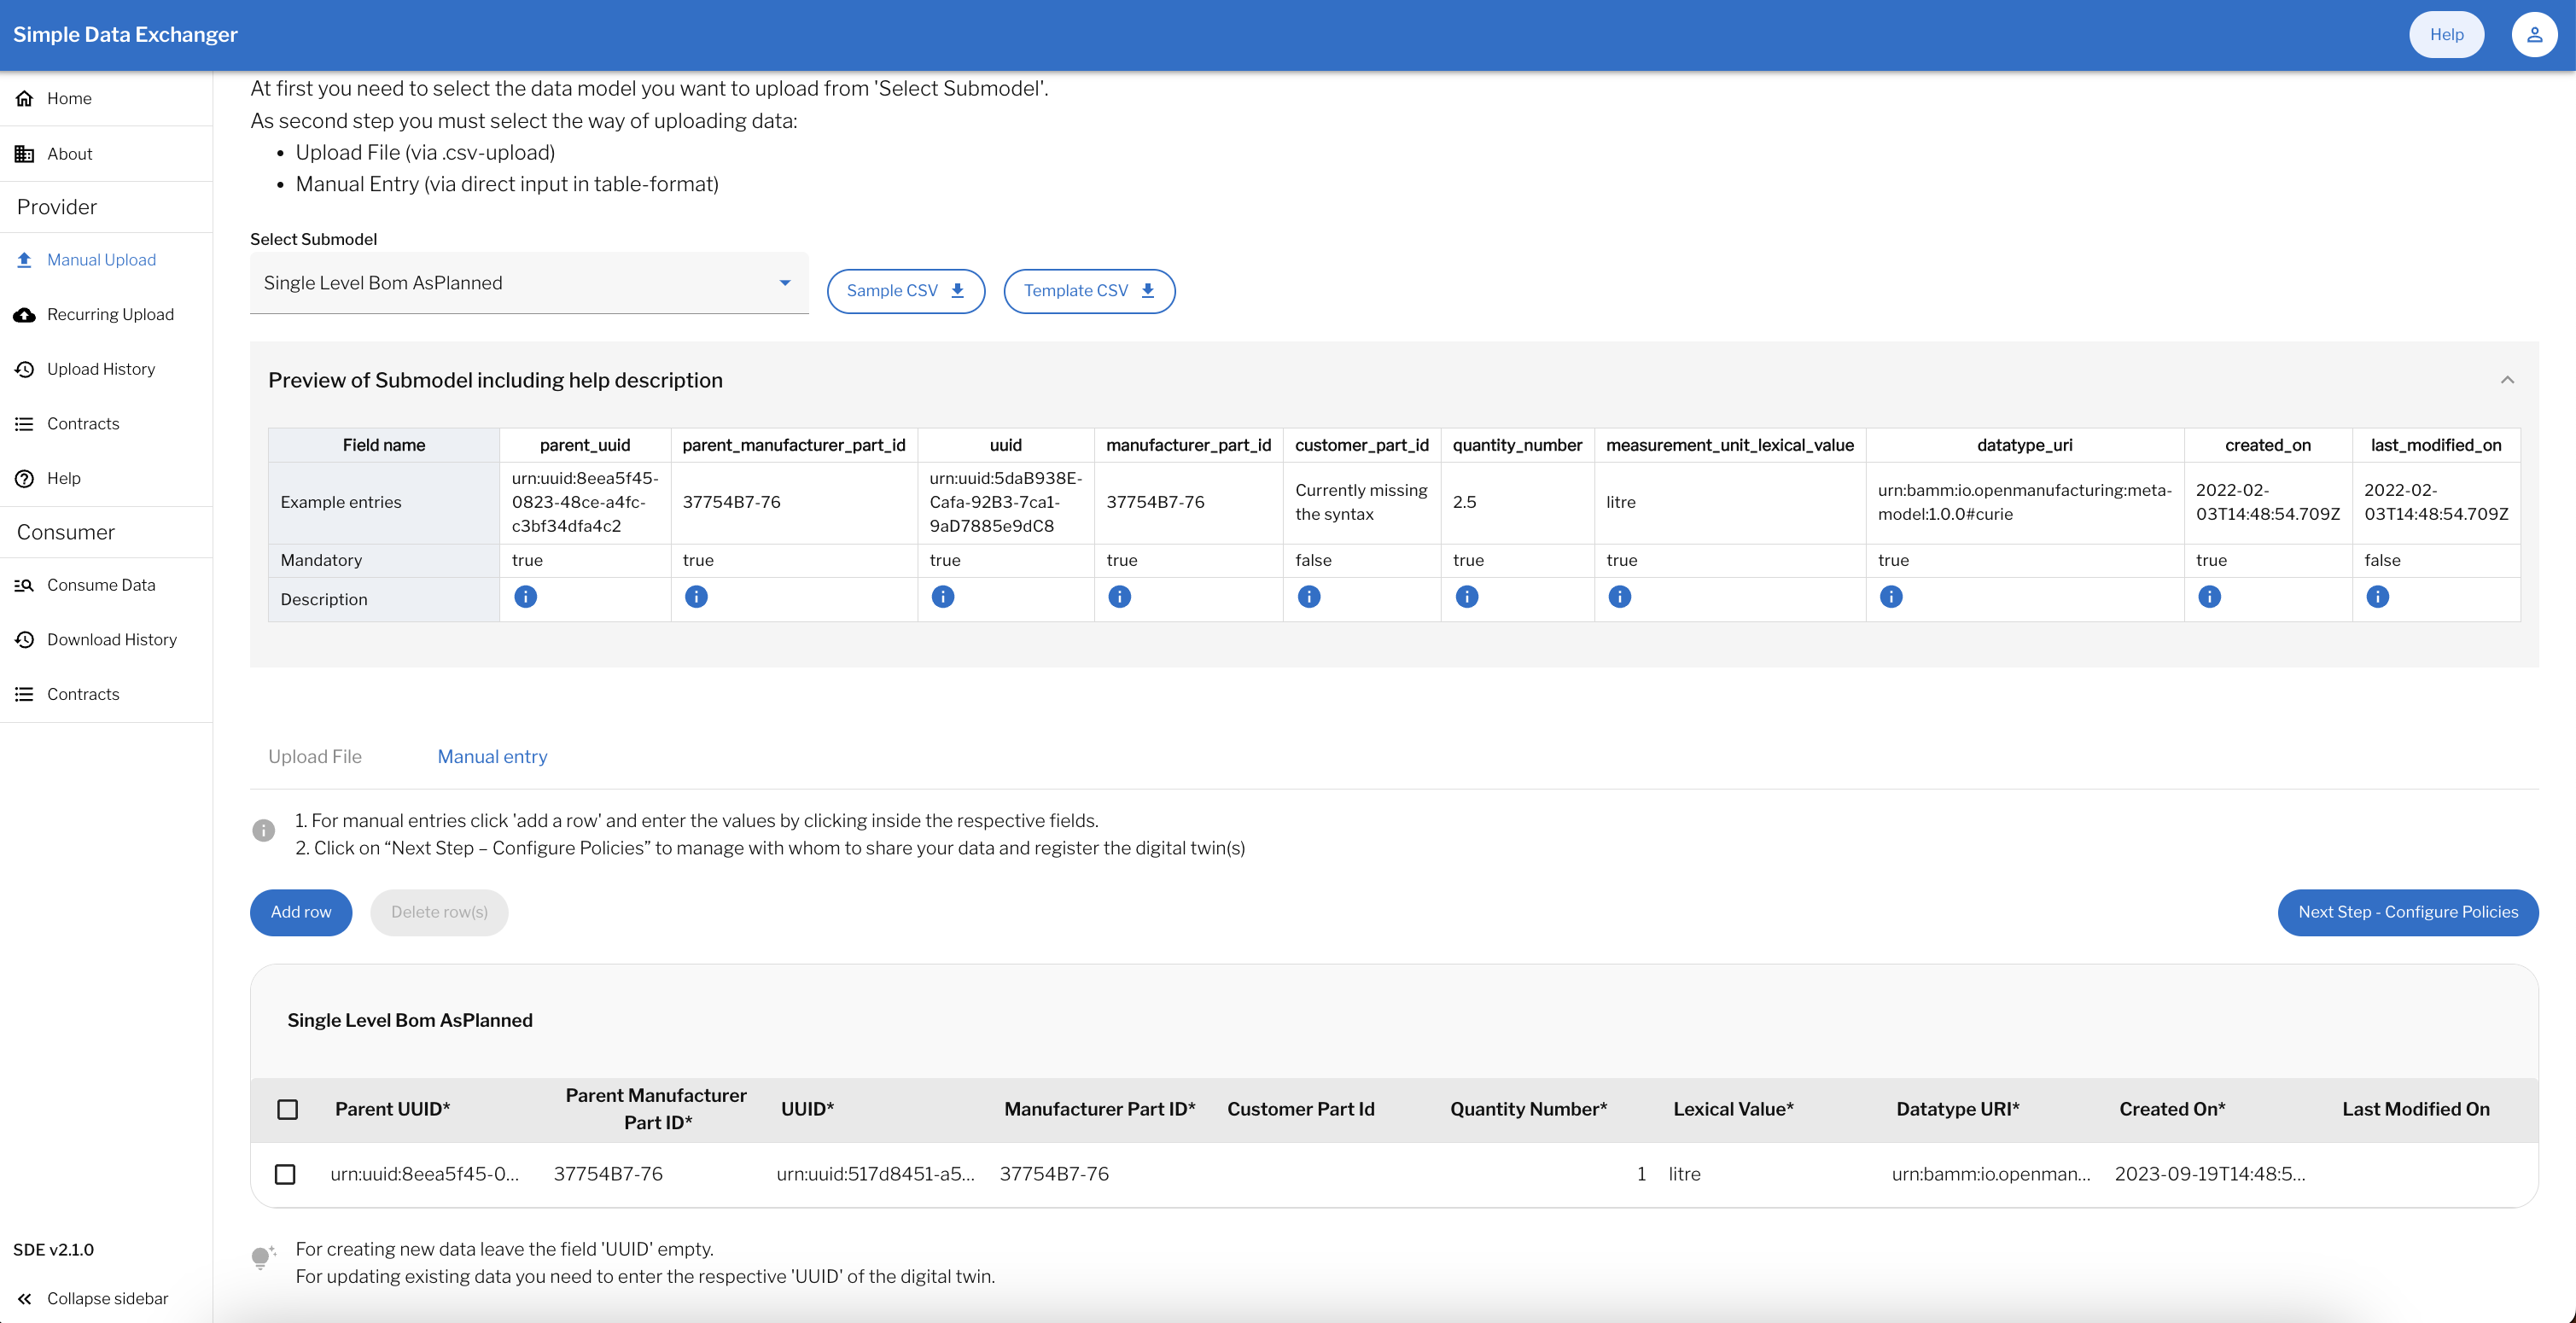 Simple Data Exchanger
Help
Home
About
Provider
Manual Upload
Recurring Upload
Upload History
Contracts
Help
Consumer
Consume Data
Download History
Contracts
SDE v2.1.0
Collapse sidebar
At first you need to select the data model you want to upload from 'Select Submodel'.
As second step you must select the way of uploading data:
• Upload File (via .csv-upload)
• Manual Entry (via direct input in table-format)
Select Submodel
Single Level Bom AsPlanned
Sample CSV
Template CSV
Preview of Submodel including help description
Field name parent_uuid parent_manufacturer_part_id uuid manufacturer_part_id customer_part_id quantity_number measurement_unit_lexical_value datatype_uri created_on last_modified_on
Example entries
urn:uuid:8eea5f45-
0823-48ce-a4fc-
c3bf34dfa4c2
37754B7-76
urn:uuid:5daB938E-
Cafa-92B3-7ca1-
9aD7885e9dC8
37754B7-76
Currently missing
the syntax
2.5
litre
urn:bamm:io.openmanufacturing:meta-
model:1.0.0#curie
2022-02-
03T14:48:54.709Z
2022-02-
03T14:48:54.709Z
Mandatory true true true true false true true true true false
Description
Upload File
Manual entry
1. For manual entries click 'add a row' and enter the values by clicking inside the respective fields.
2. Click on “Next Step – Configure Policies” to manage with whom to share your data and register the digital twin(s)
Add row
Delete row(s)
Next Step - Configure Policies
Single Level Bom AsPlanned
Parent UUID*
Parent Manufacturer
Part ID*
UUID*
Manufacturer Part ID*
Customer Part Id
Quantity Number*
Lexical Value*
Datatype URI*
Created On*
Last Modified On
urn:uuid:8eea5f45-0... 37754B7-76 urn:uuid:517d8451-a5... 37754B7-76 1 litre urn:bamm:io.openman... 2023-09-19T14:48:5...
For creating new data leave the field 'UUID' empty.
For updating existing data you need to enter the respective 'UUID' of the digital twin.